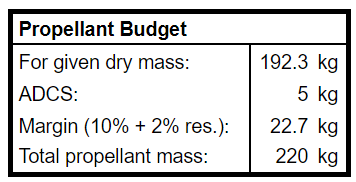 Propellant Budget
For given dry mass: 192.3 kg
ADCS: 5 kg
Margin (10% + 2% res.): 22.7 kg
Total propellant mass: 220 kg